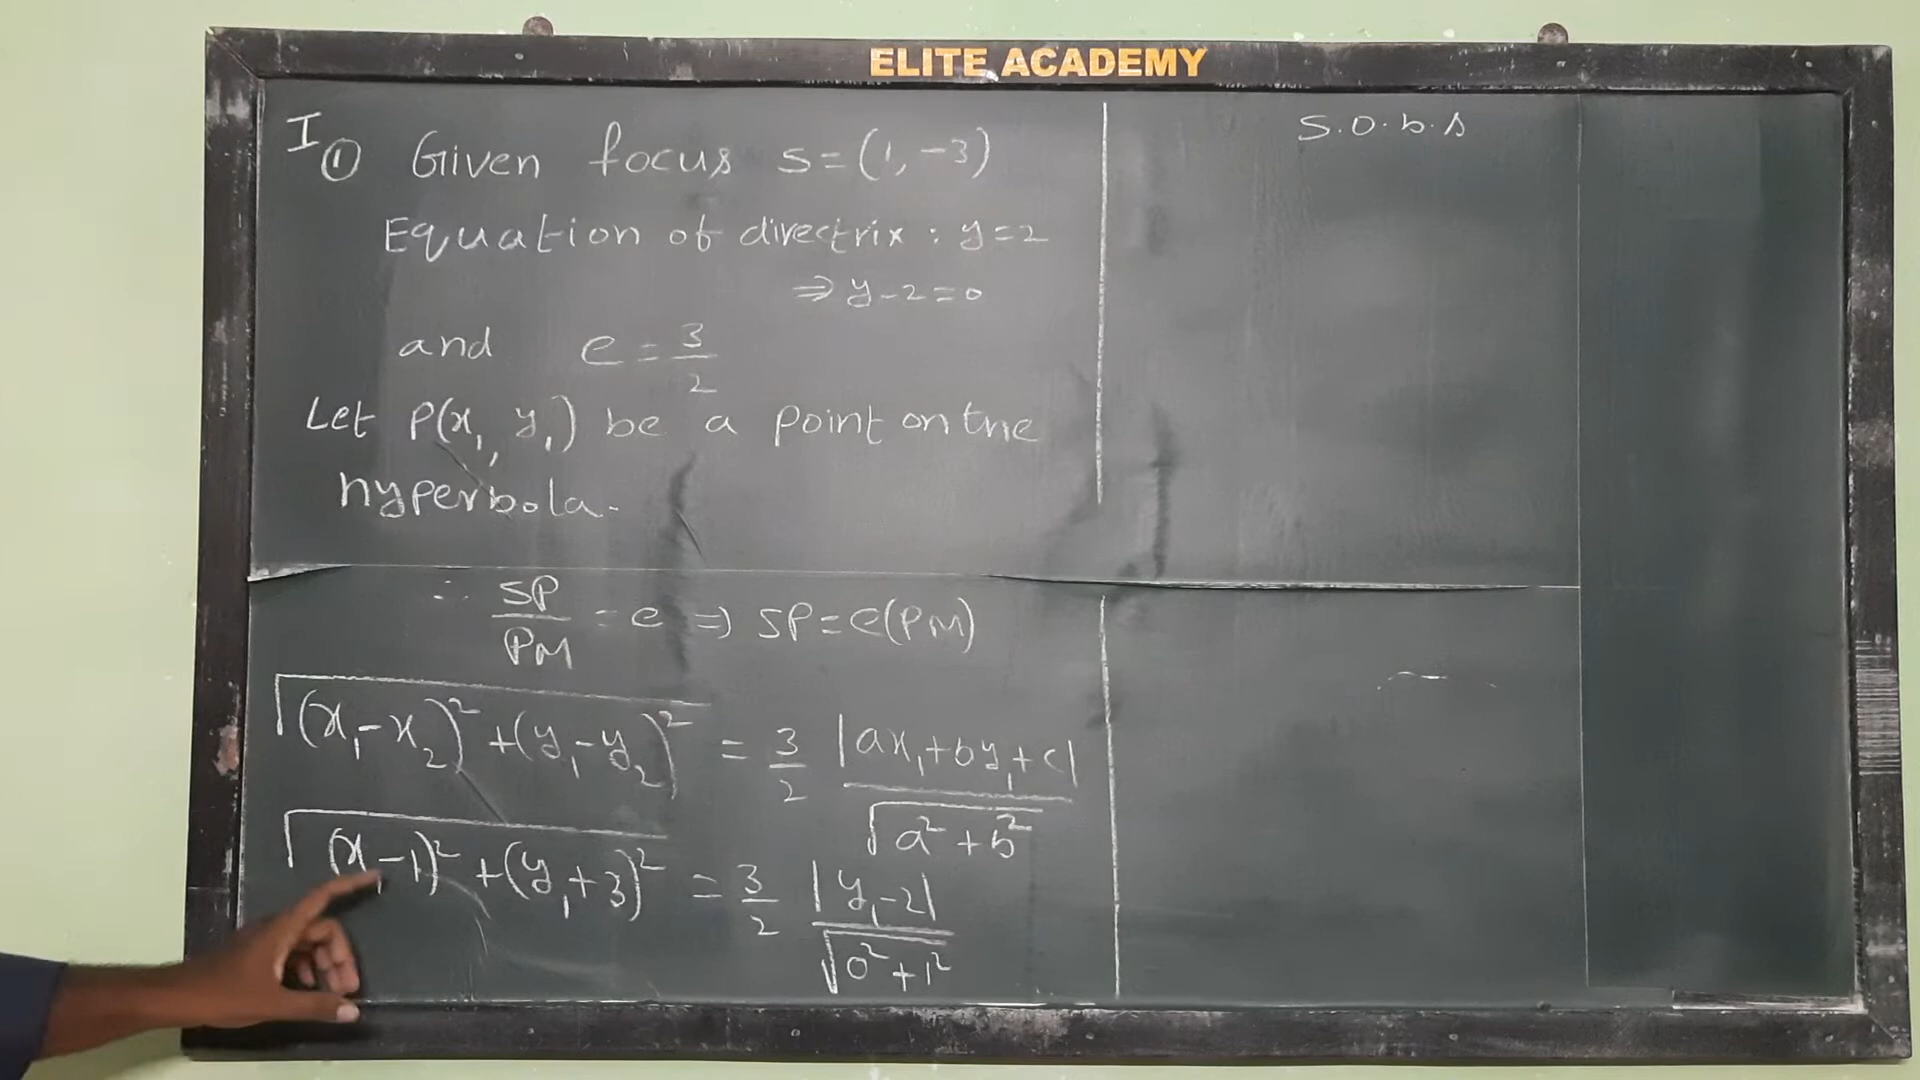 ELITE ACADEMY
I ① Given focus S=(1, -3)
Equation of directrix : y=2
⇒ y-2=0
and e = 3/2
Let P(x₁, y₁) be a point on the
hyperbola.
∴ SP/PM = e ⇒ SP=e(PM)
√((x₁-x₂)²+(y₁-y₂)²) = 3/2 |ax₁+by₁+c|/√(a²+b²)
√((x₁-1)²+(y₁+3)²) = 3/2 |y₁-2|/√(0²+1²)
S.O.b.s